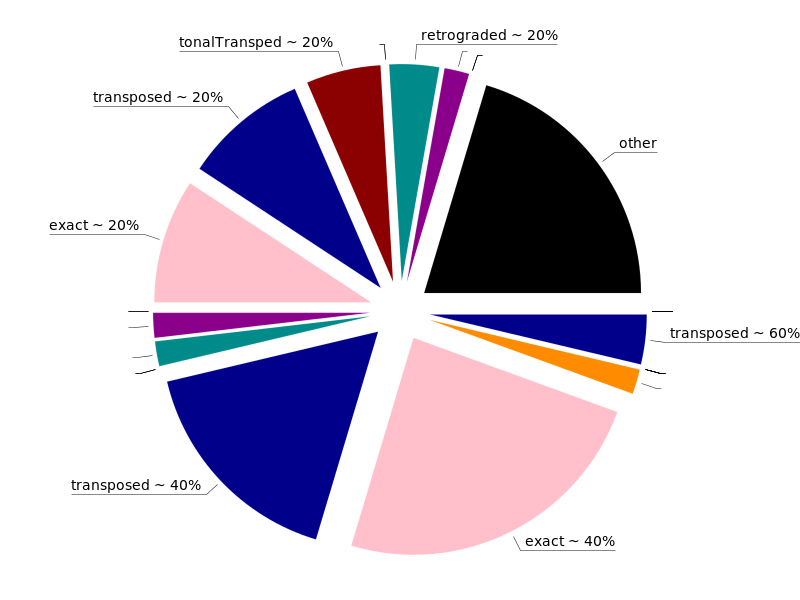 retrograded ~ 20%
tonalTransped ~ 20%
transposed ~ 20%
other
exact ~ 20%
transposed ~ 60%
transposed ~ 40%
exact ~ 40%